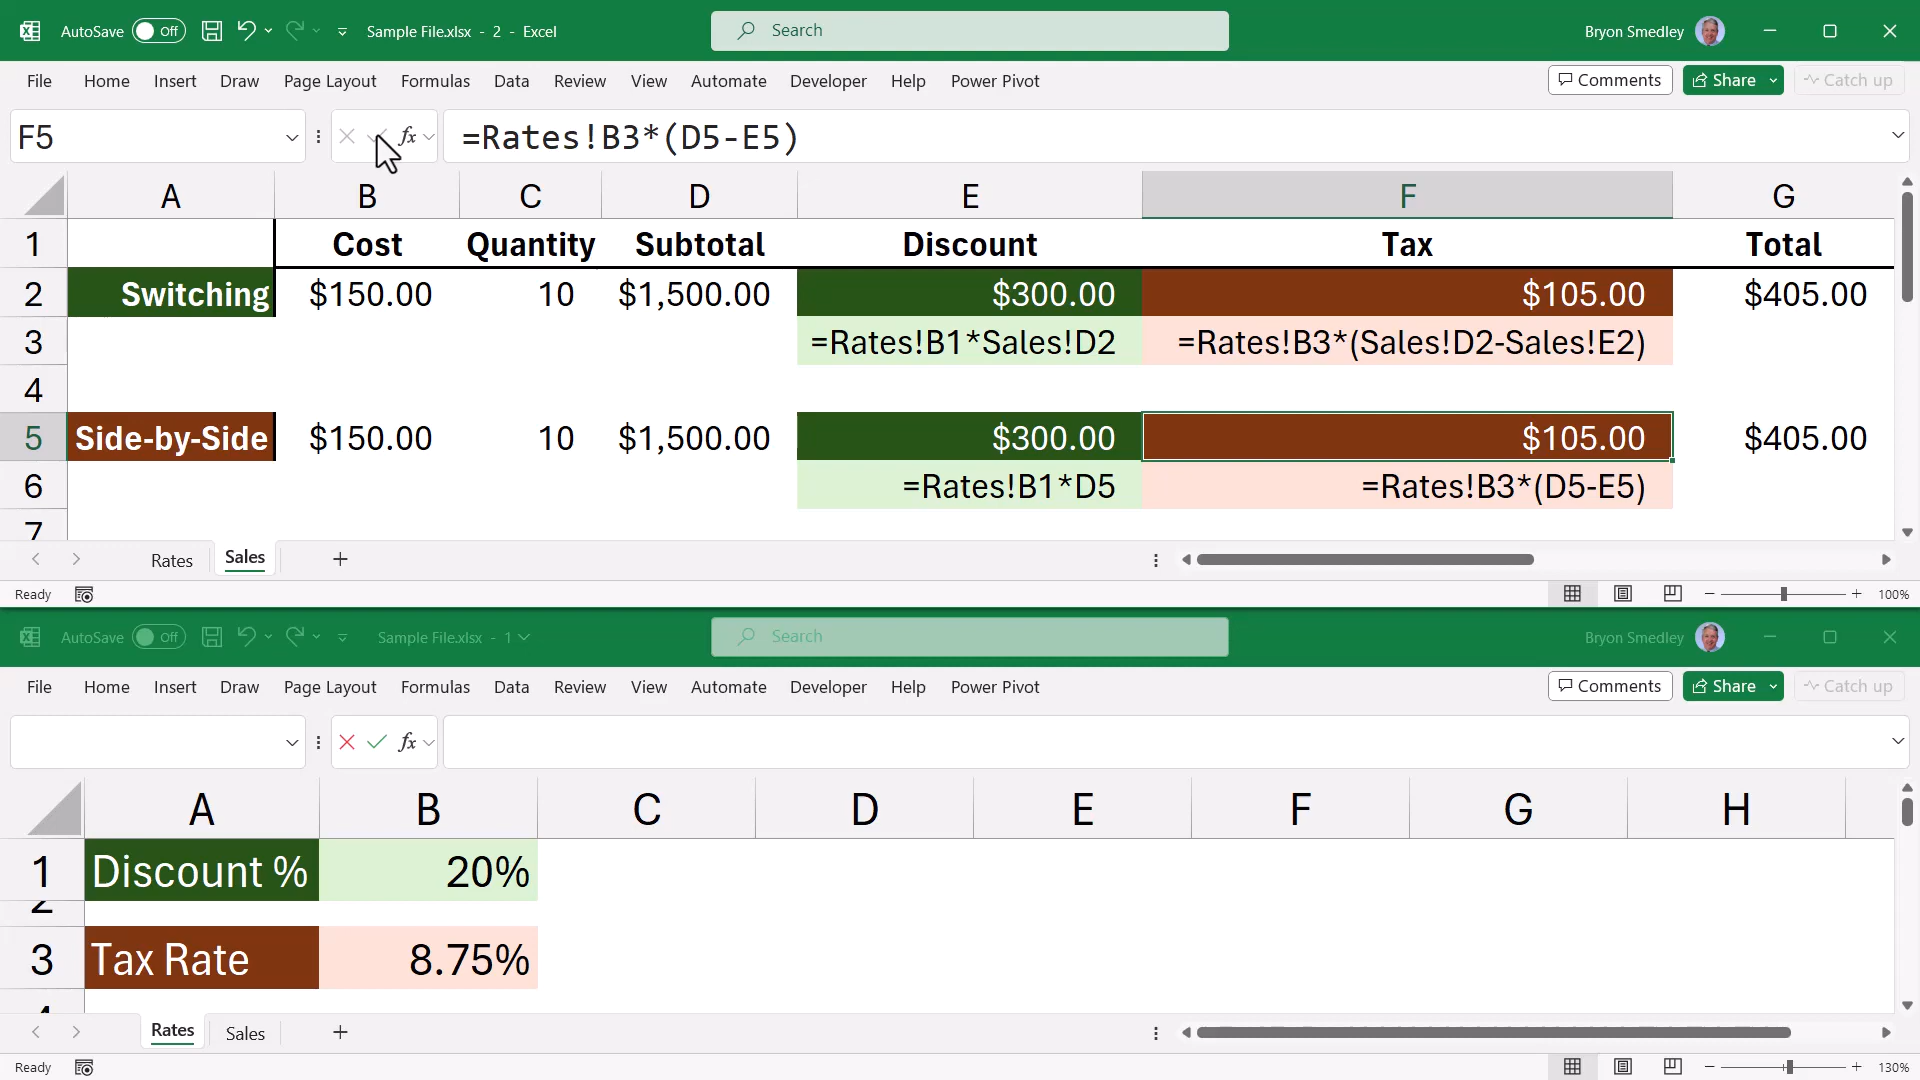 AutoSave Off Sample File.xlsx - 2 - Excel Search Bryon Smedley
File Home Insert Draw Page Layout Formulas Data Review View Automate Developer Help Power Pivot Comments Share Catch up
F5 fx =Rates!B3*(D5-E5)
A B C D E F G
1 Cost Quantity Subtotal Discount Tax Total
2 Switching $150.00 10 $1,500.00 $300.00 $105.00 $405.00
3 =Rates!B1*Sales!D2 =Rates!B3*(Sales!D2-Sales!E2)
4
5 Side-by-Side $150.00 10 $1,500.00 $300.00 $105.00 $405.00
6 =Rates!B1*D5 =Rates!B3*(D5-E5)
7
Rates Sales
Ready 100%
AutoSave Off Sample File.xlsx - 1 Search Bryon Smedley
File Home Insert Draw Page Layout Formulas Data Review View Automate Developer Help Power Pivot Comments Share Catch up
fx
A B C D E F G H
1 Discount % 20%
2
3 Tax Rate 8.75%
4
Rates Sales
Ready 130%